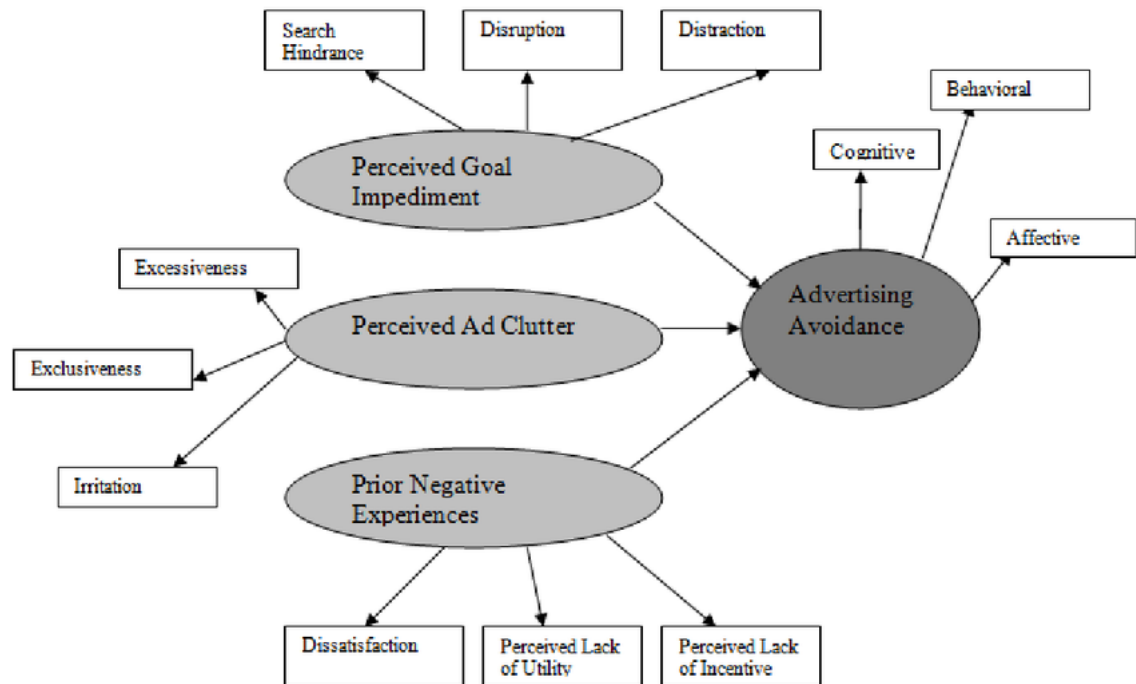 Search
Hindrance
Disruption
Distraction
Behavioral
Cognitive
Perceived Goal
Impediment
Affective
Excessiveness
Advertising
Avoidance
Perceived Ad Clutter
Exclusiveness
Irritation
Prior Negative
Experiences
Dissatisfaction
Perceived Lack
of Utility
Perceived Lack
of Incentive